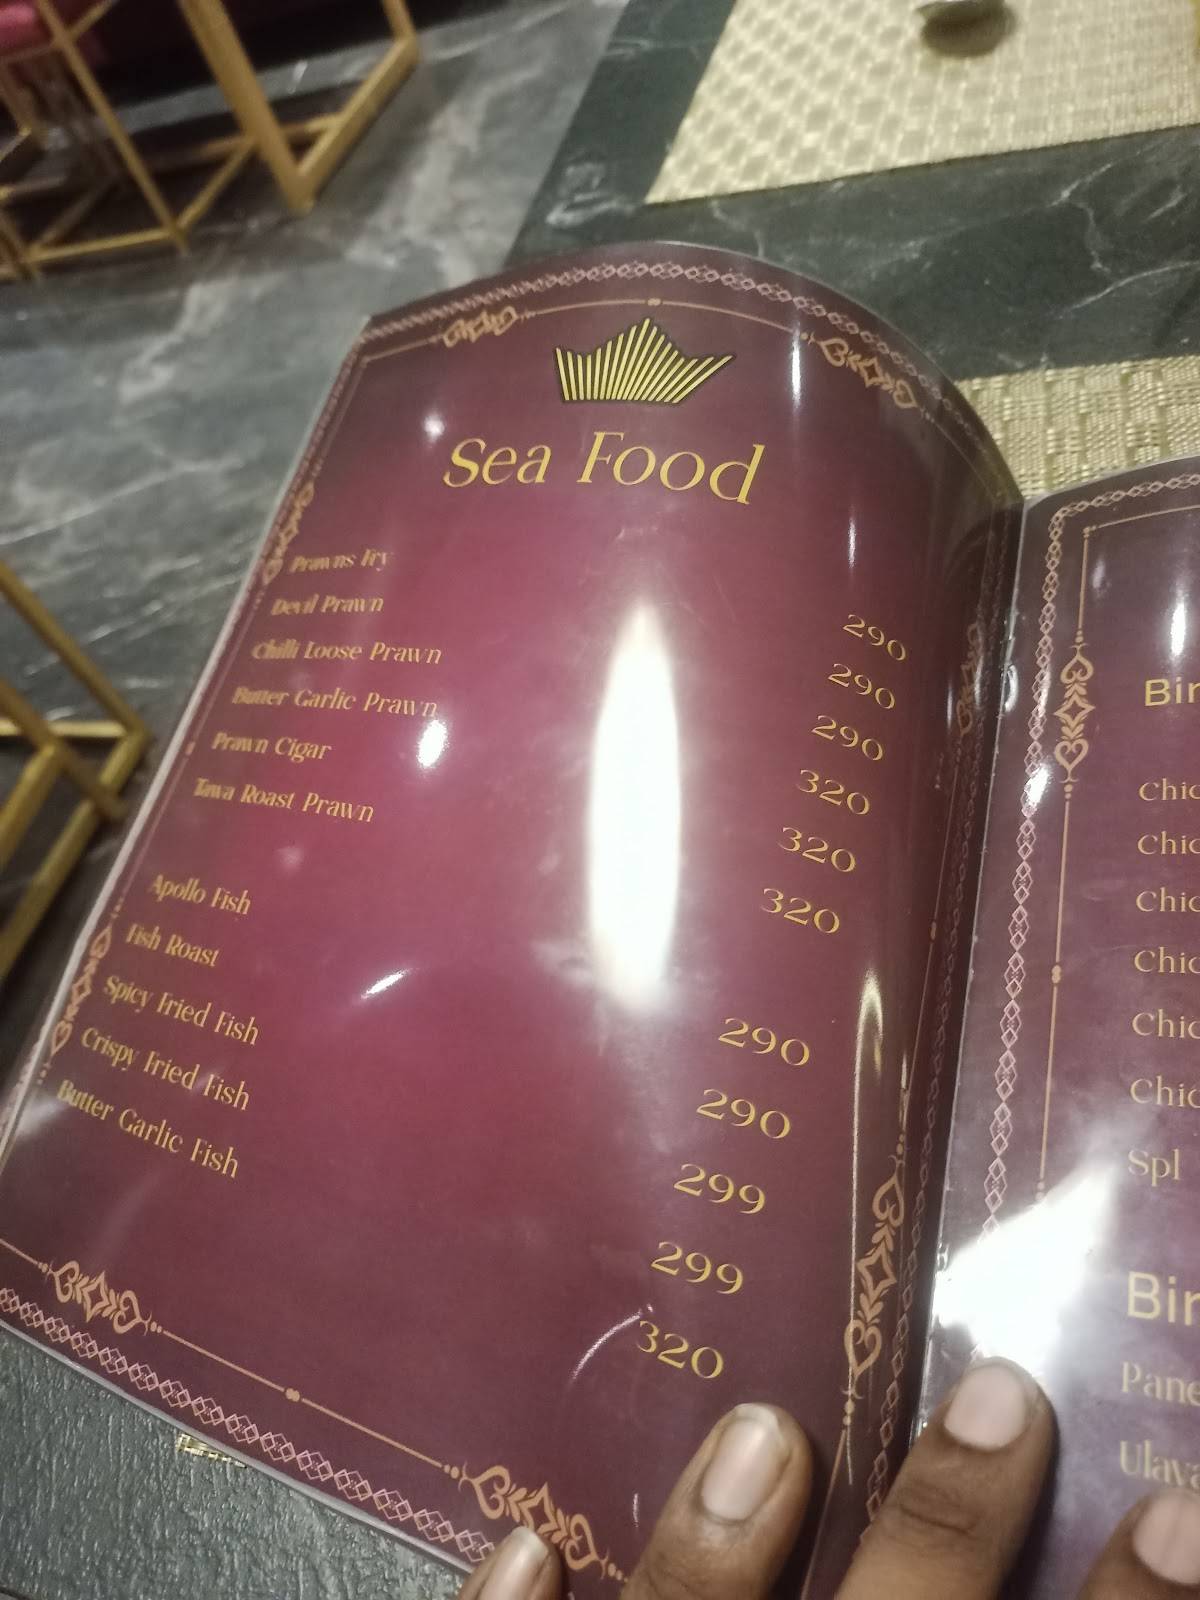 Sea Food
Prawns Fry 290
Devil Prawn 290
Chilli Loose Prawn 290
Butter Garlic Prawn 320
Prawn Cigar 320
Tawa Roast Prawn 320
Apollo Fish 290
Fish Roast 290
Spicy Fried Fish 299
Crispy Fried Fish 299
Butter Garlic Fish 320
Bir
Chic
Chic
Chic
Chic
Chic
Chic
Spl
Bir
Pane
Ulava